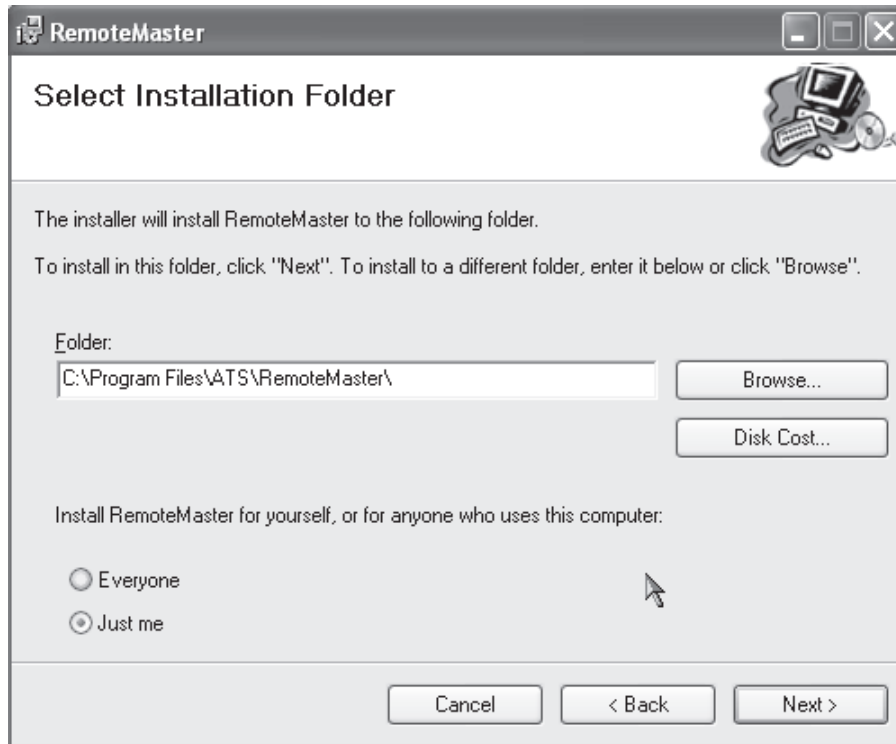 RemoteMaster
Select Installation Folder
The installer will install RemoteMaster to the following folder.
To install in this folder, click "Next". To install to a different folder, enter it below or click "Browse".
Folder:
C:\Program Files\ATS\RemoteMaster\
Browse...
Disk Cost...
Install RemoteMaster for yourself, or for anyone who uses this computer:
Everyone
Just me
Cancel
< Back
Next >